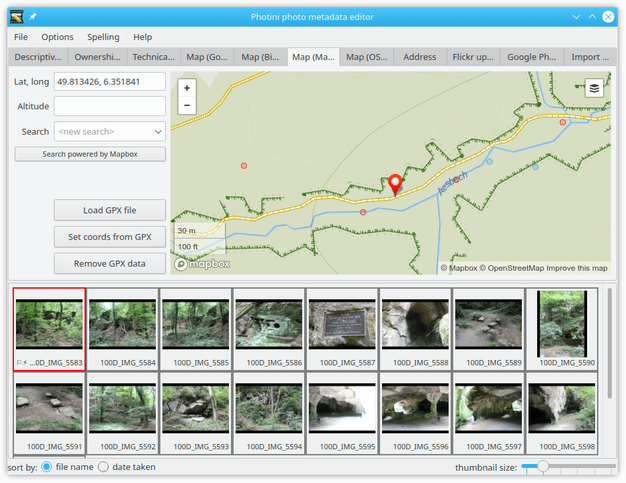 Photini photo metadata editor
File Options Spelling Help
Descriptiv... Ownershi... Technica... Map (Go... Map (Bi... Map (Ma... Map (OS... Address Flickr up... Google Ph... Import ...
Lat, long 49.813426, 6.351841
Altitude
Search <new search>
Search powered by Mapbox
Load GPX file
Set coords from GPX
Remove GPX data
+
−
Aesbach
30 m
100 ft
mapbox
© Mapbox © OpenStreetMap Improve this map
...0D_IMG_5583 100D_IMG_5584 100D_IMG_5585 100D_IMG_5586 100D_IMG_5587 100D_IMG_5588 100D_IMG_5589 100D_IMG_5590
100D_IMG_5591 100D_IMG_5592 100D_IMG_5593 100D_IMG_5594 100D_IMG_5595 100D_IMG_5596 100D_IMG_5597 100D_IMG_5598
sort by: file name date taken thumbnail size: